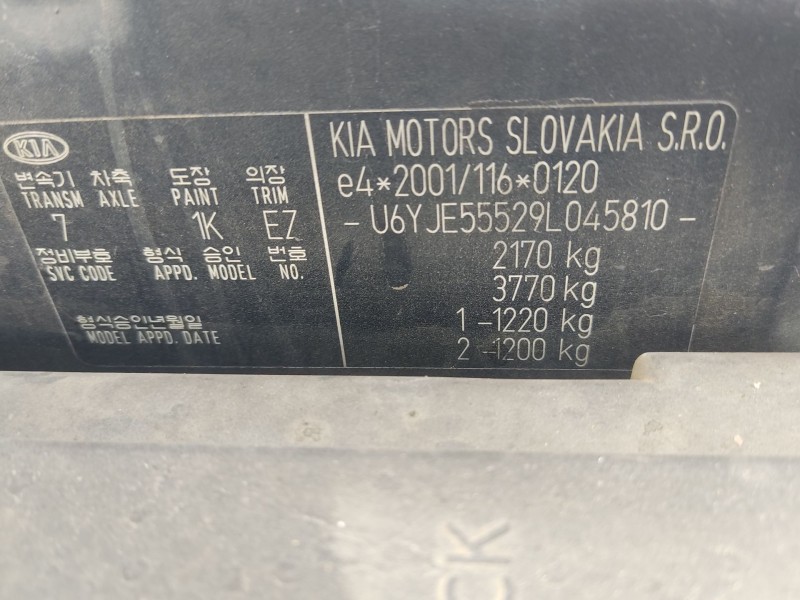 KIA
변속기 차축 도장 의장
TRANSM AXLE PAINT TRIM
7 1K EZ
정비부호 형식 승인 번호
SVC CODE APPD. MODEL NO.
형식승인년월일
MODEL APPD. DATE
KIA MOTORS SLOVAKIA S.R.O.
e4*2001/116*0120
- U6YJE55529L045810 -
2170 kg
3770 kg
1 -1220 kg
2 -1200 kg
CK